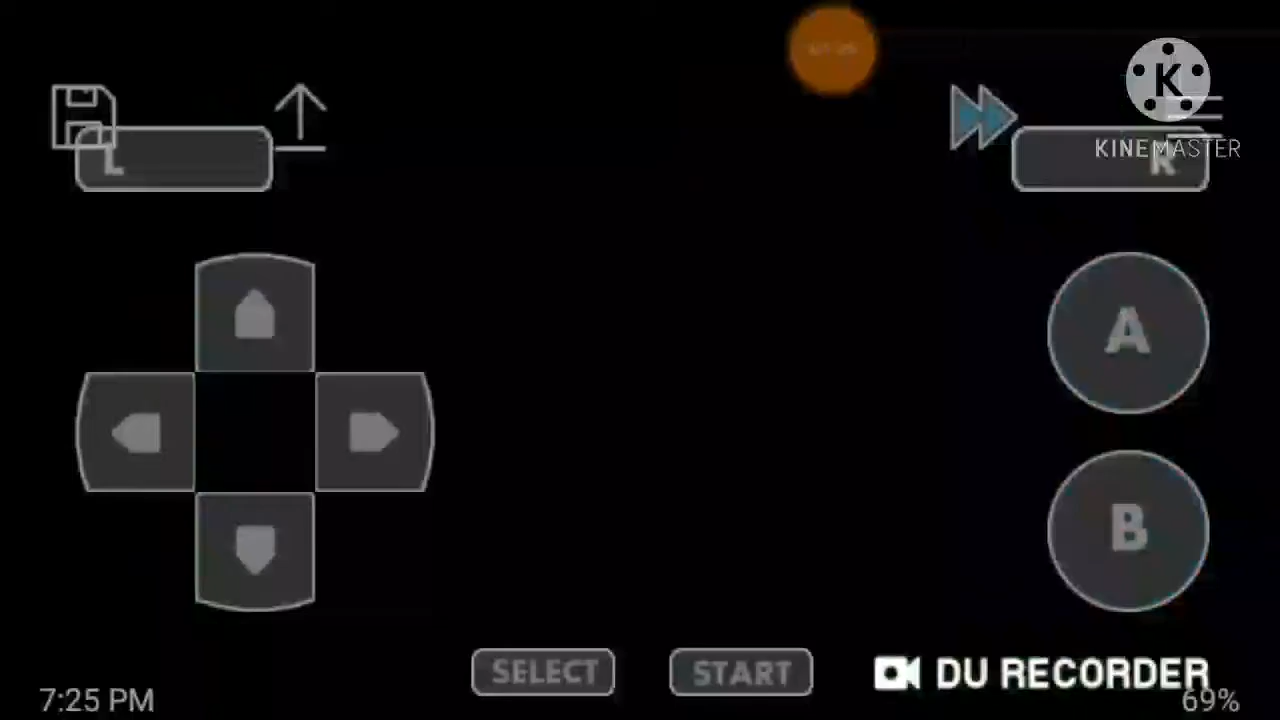 KINEMASTER
K
L
R
A
B
SELECT
START
DU RECORDER
7:25 PM
69%